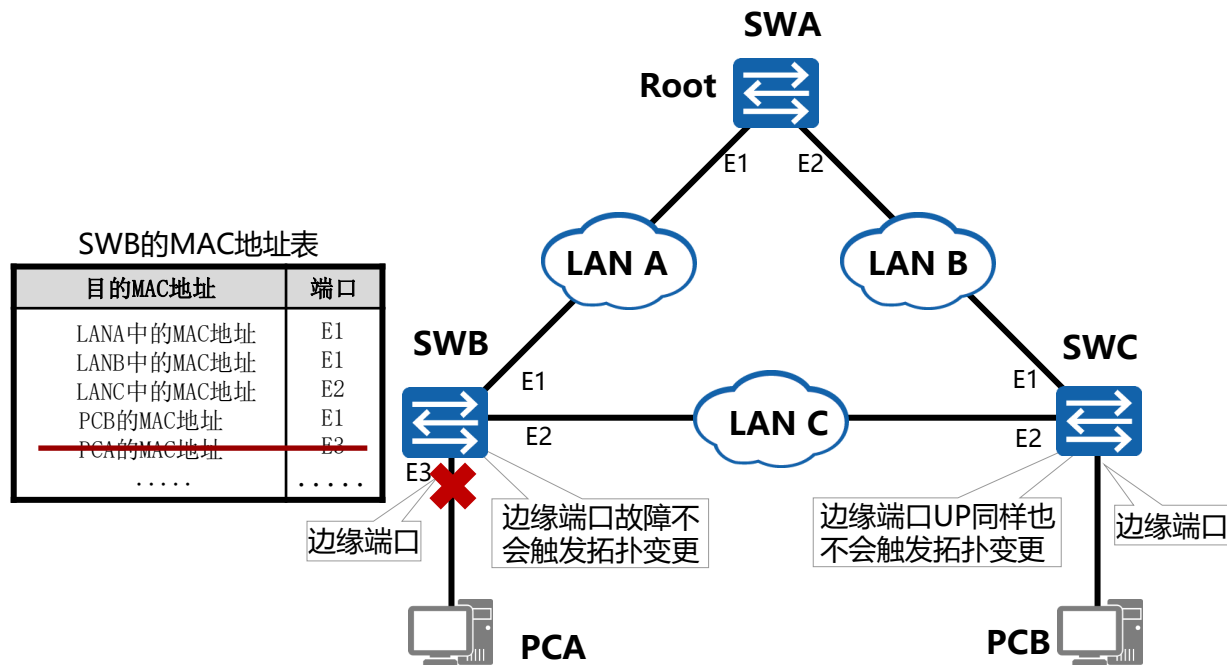 SWA
Root
E1
E2
LAN A
LAN B
SWB的MAC地址表
目的MAC地址 端口
LANA中的MAC地址 E1
LANB中的MAC地址 E1
LANC中的MAC地址 E2
PCB的MAC地址 E1
PCA的MAC地址 E3
..... .....
SWB
SWC
E1
E1
E2
LAN C
E2
E3
边缘端口
边缘端口故障不
会触发拓扑变更
边缘端口UP同样也
不会触发拓扑变更
边缘端口
PCA
PCB